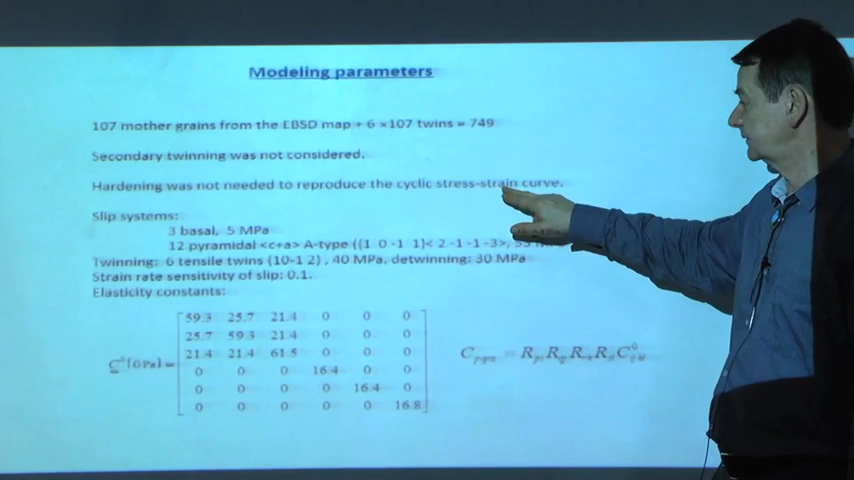 Modeling parameters
107 mother grains from the EBSD map + 6 ×107 twins = 749
Secondary twinning was not considered.
Hardening was not needed to reproduce the cyclic stress-strain curve.
Slip systems:
3 basal, 5 MPa
12 pyramidal <c+a> A-type ((1 0 -1 1)< 2 -1 -1 -3>,
Twinning: 6 tensile twins (10-1 2) , 40 MPa, detwinning: 30 MPa
Strain rate sensitivity of slip: 0.1.
Elasticity constants:
59.3 25.7 21.4 0 0 0
25.7 59.3 21.4 0 0 0
21.4 21.4 61.5 0 0 0
C⁰[GPa]= 0 0 0 16.4 0 0
0 0 0 0 16.4 0
0 0 0 0 0 16.8